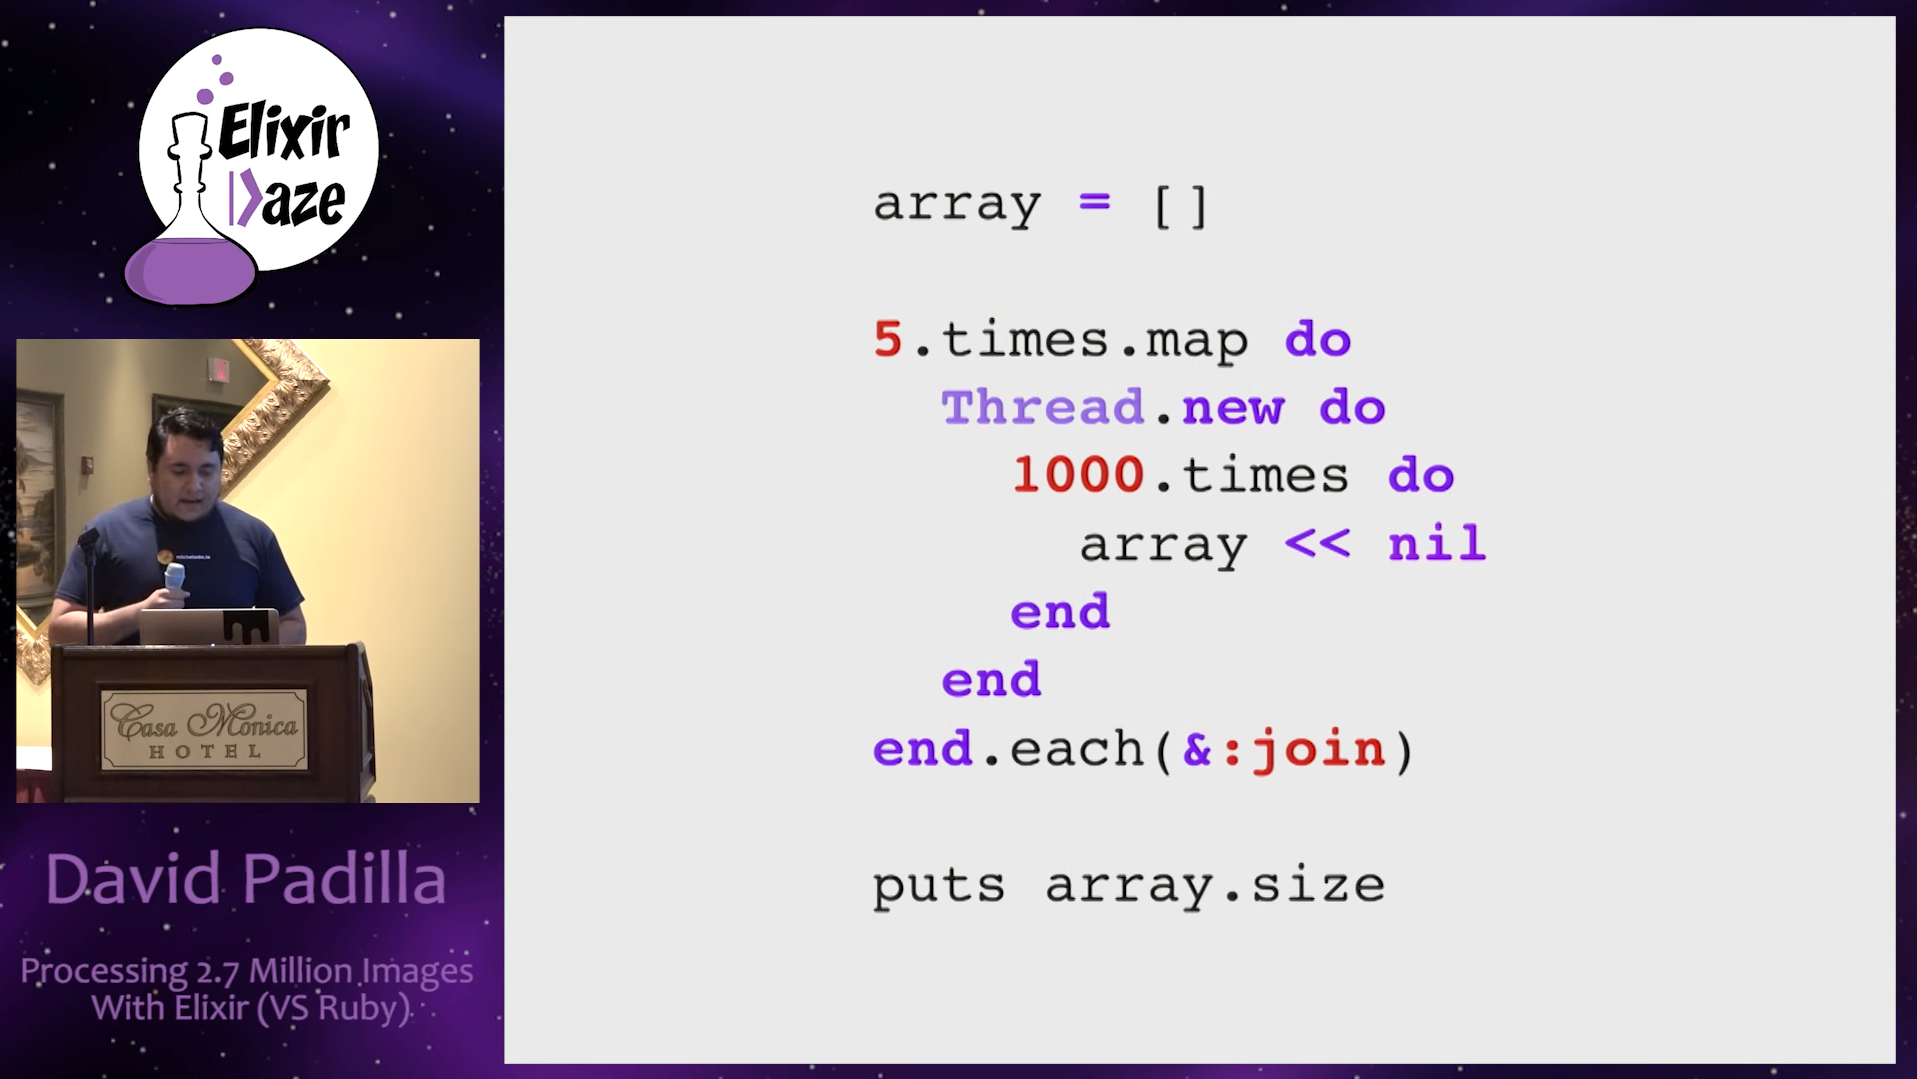 Elixir
Daze
Casa Monica
HOTEL
David Padilla
Processing 2.7 Million Images
With Elixir (VS Ruby)
array = []
5.times.map do
Thread.new do
1000.times do
array << nil
end
end
end.each(&:join)
puts array.size